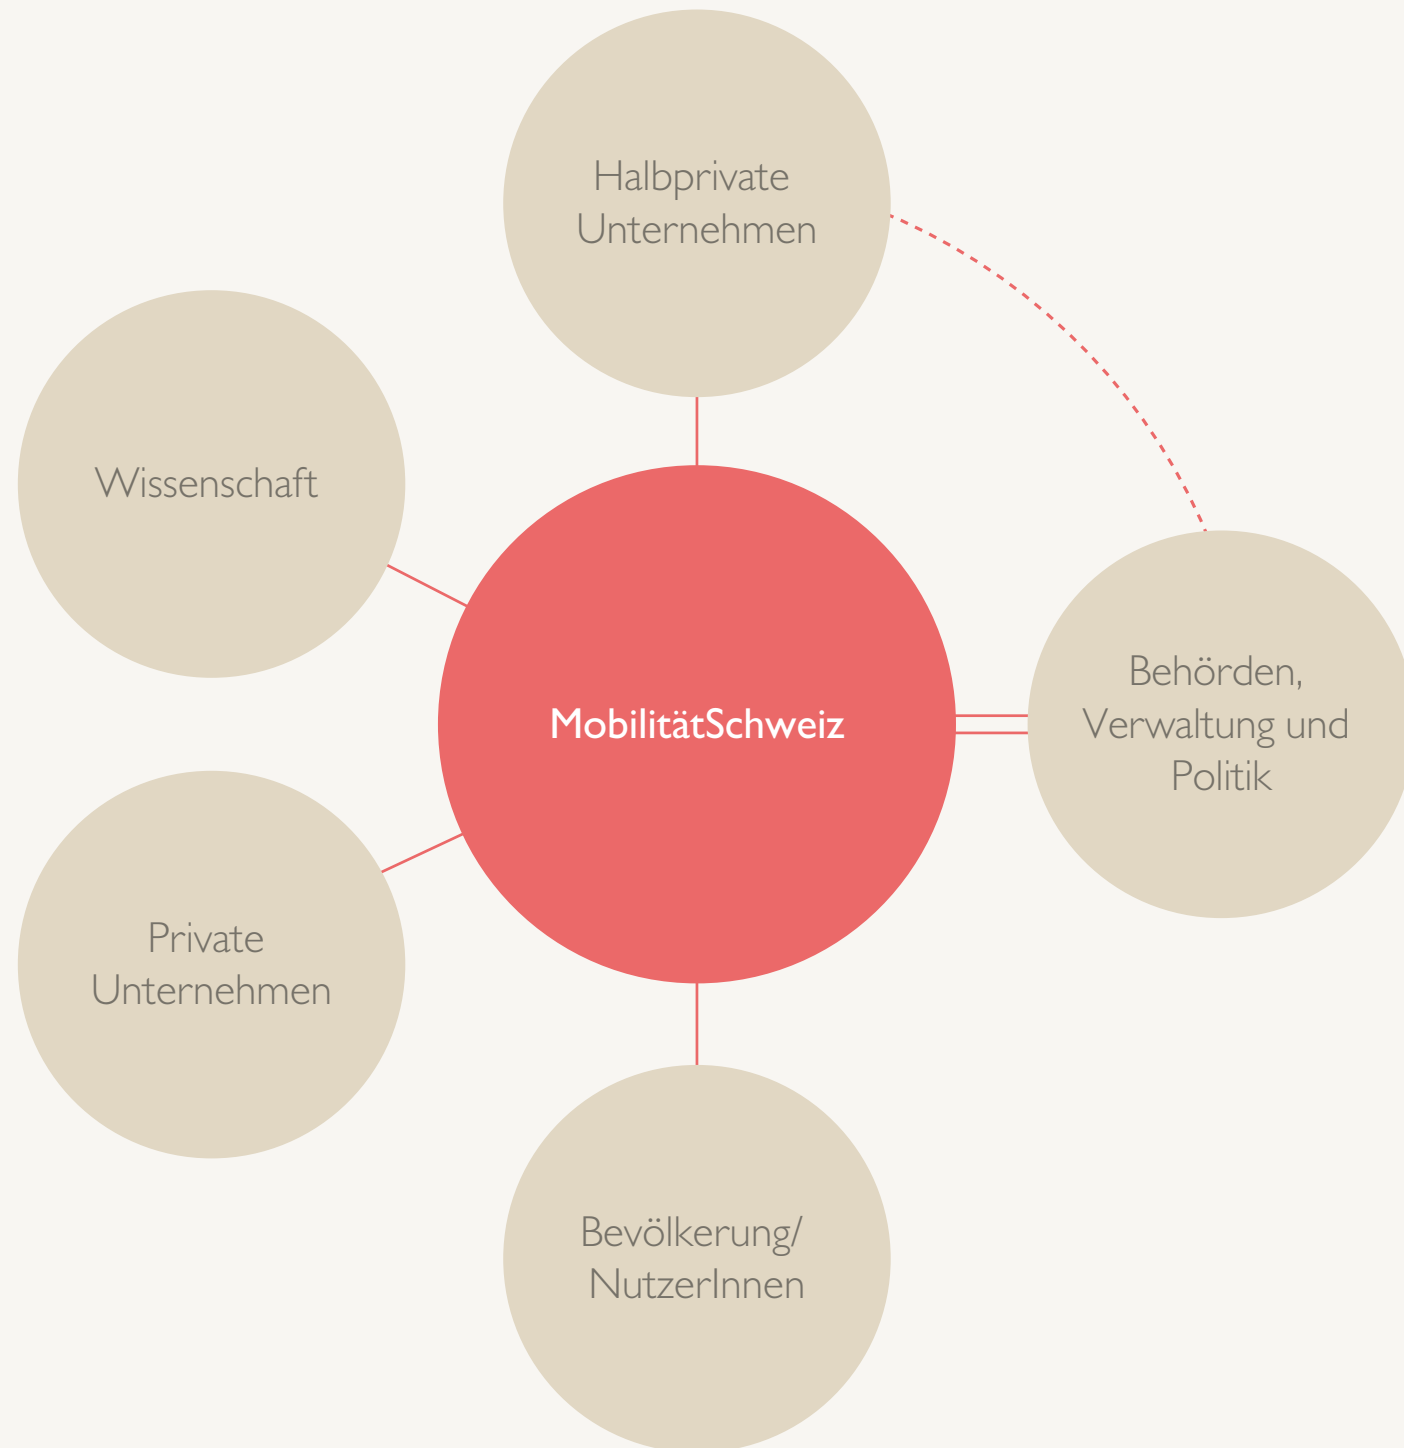 Halbprivate
Unternehmen
Wissenschaft
MobilitätSchweiz
Behörden,
Verwaltung und
Politik
Private
Unternehmen
Bevölkerung/
NutzerInnen